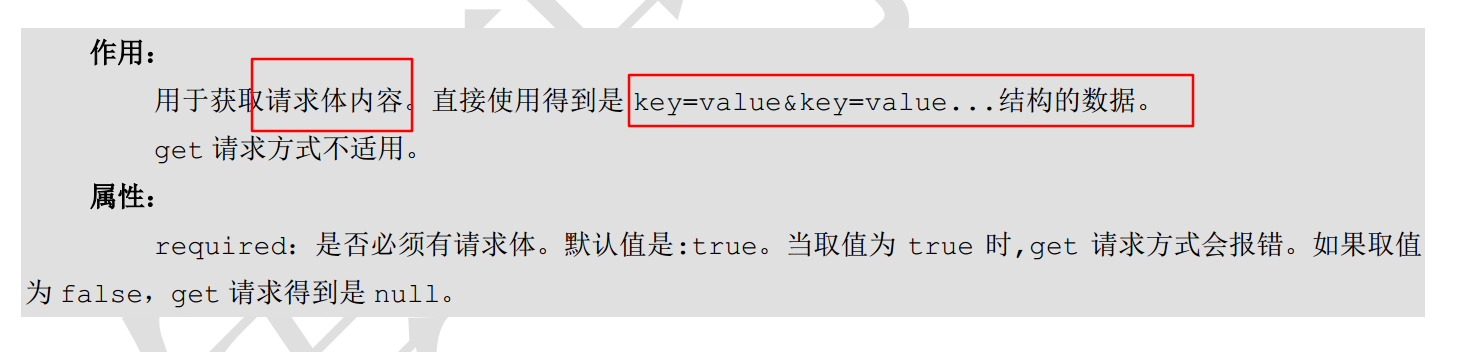 作用：
用于获取请求体内容。直接使用得到是 key=value&key=value...结构的数据。
get 请求方式不适用。
属性：
required：是否必须有请求体。默认值是:true。当取值为 true 时,get 请求方式会报错。如果取值
为 false，get 请求得到是 null。